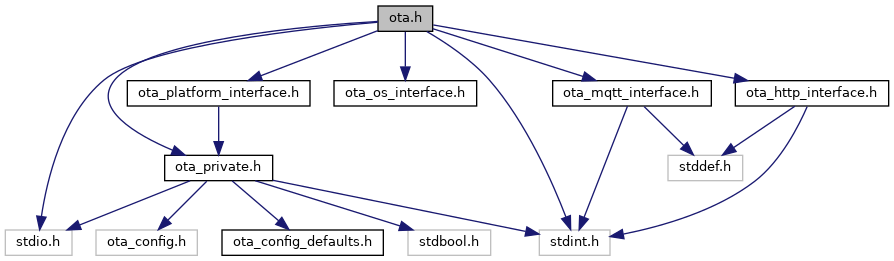 ota.h
ota_platform_interface.h
ota_os_interface.h
ota_mqtt_interface.h
ota_http_interface.h
ota_private.h
stddef.h
stdio.h
ota_config.h
ota_config_defaults.h
stdbool.h
stdint.h